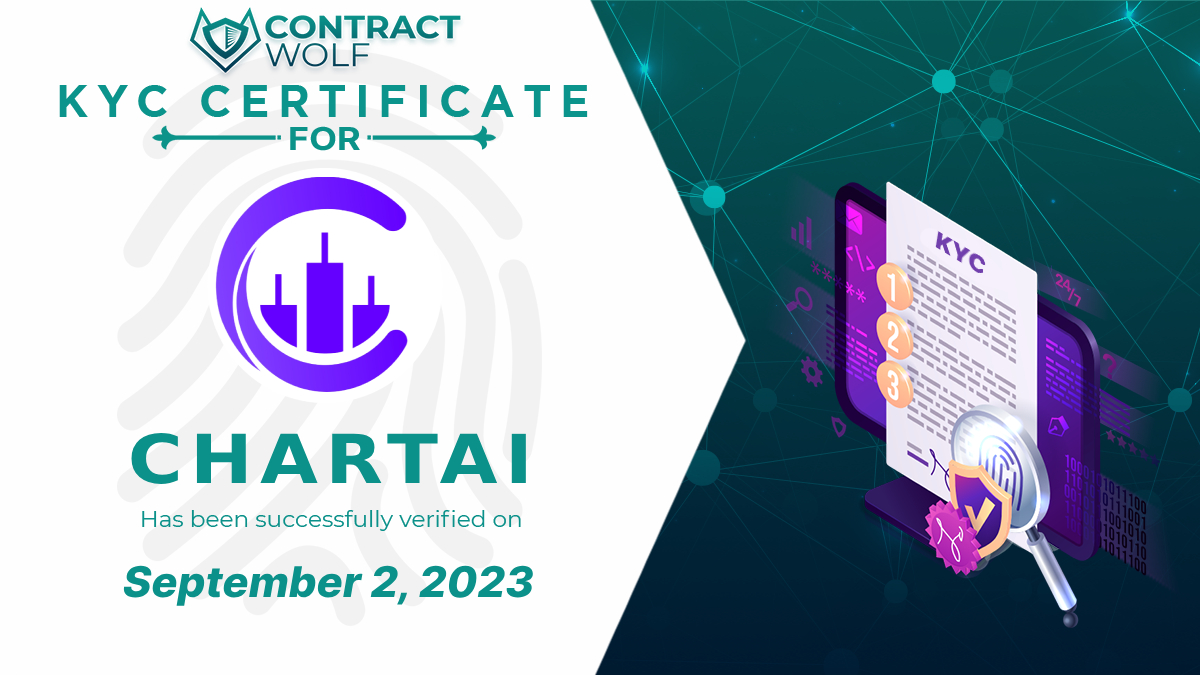 CONTRACT
WOLF
KYC CERTIFICATE
FOR
CHARTAI
Has been successfully verified on
September 2, 2023
KYC
1
2
3
24/7